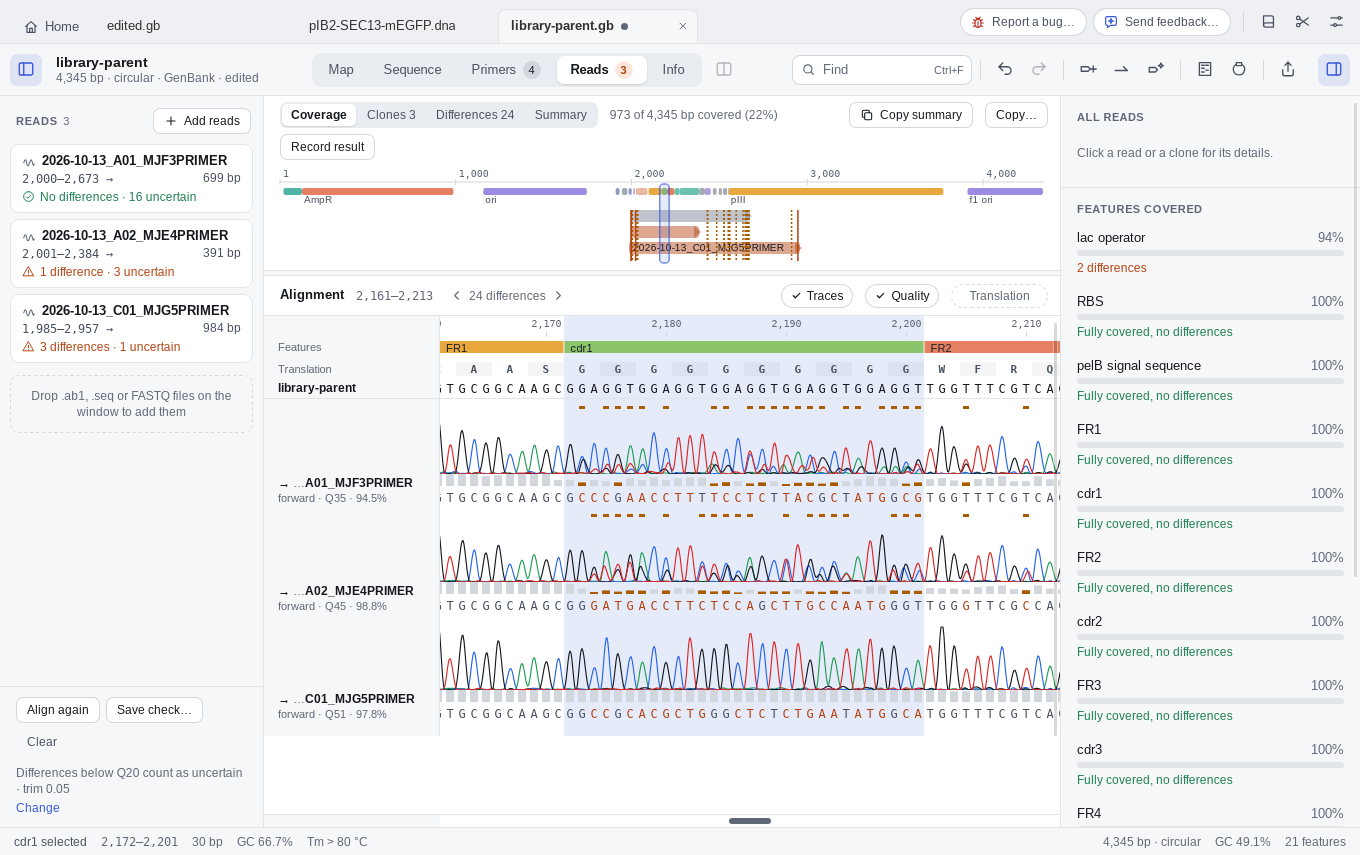 Home
edited.gb
pIB2-SEC13-mEGFP.dna
library-parent.gb
Report a bug…
Send feedback…
library-parent
4,345 bp · circular · GenBank · edited
Map
Sequence
Primers 4
Reads 3
Info
Find
Ctrl+F
READS 3
Add reads
2026-10-13_A01_MJF3PRIMER
2,000–2,673 →
699 bp
No differences · 16 uncertain
2026-10-13_A02_MJE4PRIMER
2,001–2,384 →
391 bp
1 difference · 3 uncertain
2026-10-13_C01_MJG5PRIMER
1,985–2,957 →
984 bp
3 differences · 1 uncertain
Drop .ab1, .seq or FASTQ files on the
window to add them
Align again
Save check…
Clear
Differences below Q20 count as uncertain
· trim 0.05
Change
Coverage
Clones 3
Differences 24
Summary
973 of 4,345 bp covered (22%)
Copy summary
Copy…
Record result
1
1,000
2,000
3,000
4,000
AmpR
ori
pIII
f1 ori
2026-10-13_C01_MJG5PRIMER
Alignment
2,161–2,213
24 differences
Traces
Quality
Translation
2,170
2,180
2,190
2,200
2,210
Features
FR1
cdr1
FR2
Translation
A A S G G G G G G G G G G W F R Q
library-parent
GTGCGGCAAGCGGAGGTGGAGGTGGAGGTGGAGGTGGAGGTTGGTTTCGTCAG
→ …A01_MJF3PRIMER
forward · Q35 · 94.5%
GTGCGGCAAGCGCCCGAACCTTTTCCTCTTACGCTATGGCGTGGTTTCGTCAG
→ …A02_MJE4PRIMER
forward · Q45 · 98.8%
GTGCGGCAAGCGGGATGACCTTCTCCAGCTTGCCAATGGGTTGGGTTCGCCAG
→ …C01_MJG5PRIMER
forward · Q51 · 97.8%
GTGCGGCAAGCGGCCGCACGCTGGGCTCTCTGAATATGGCATGGTTTCGTCAG
ALL READS
Click a read or a clone for its details.
FEATURES COVERED
lac operator
94%
2 differences
RBS
100%
Fully covered, no differences
pelB signal sequence
100%
Fully covered, no differences
FR1
100%
Fully covered, no differences
cdr1
100%
Fully covered, no differences
FR2
100%
Fully covered, no differences
cdr2
100%
Fully covered, no differences
FR3
100%
Fully covered, no differences
cdr3
100%
Fully covered, no differences
FR4
100%
cdr1 selected
2,172–2,201
30 bp
GC 66.7%
Tm > 80 °C
4,345 bp · circular
GC 49.1%
21 features